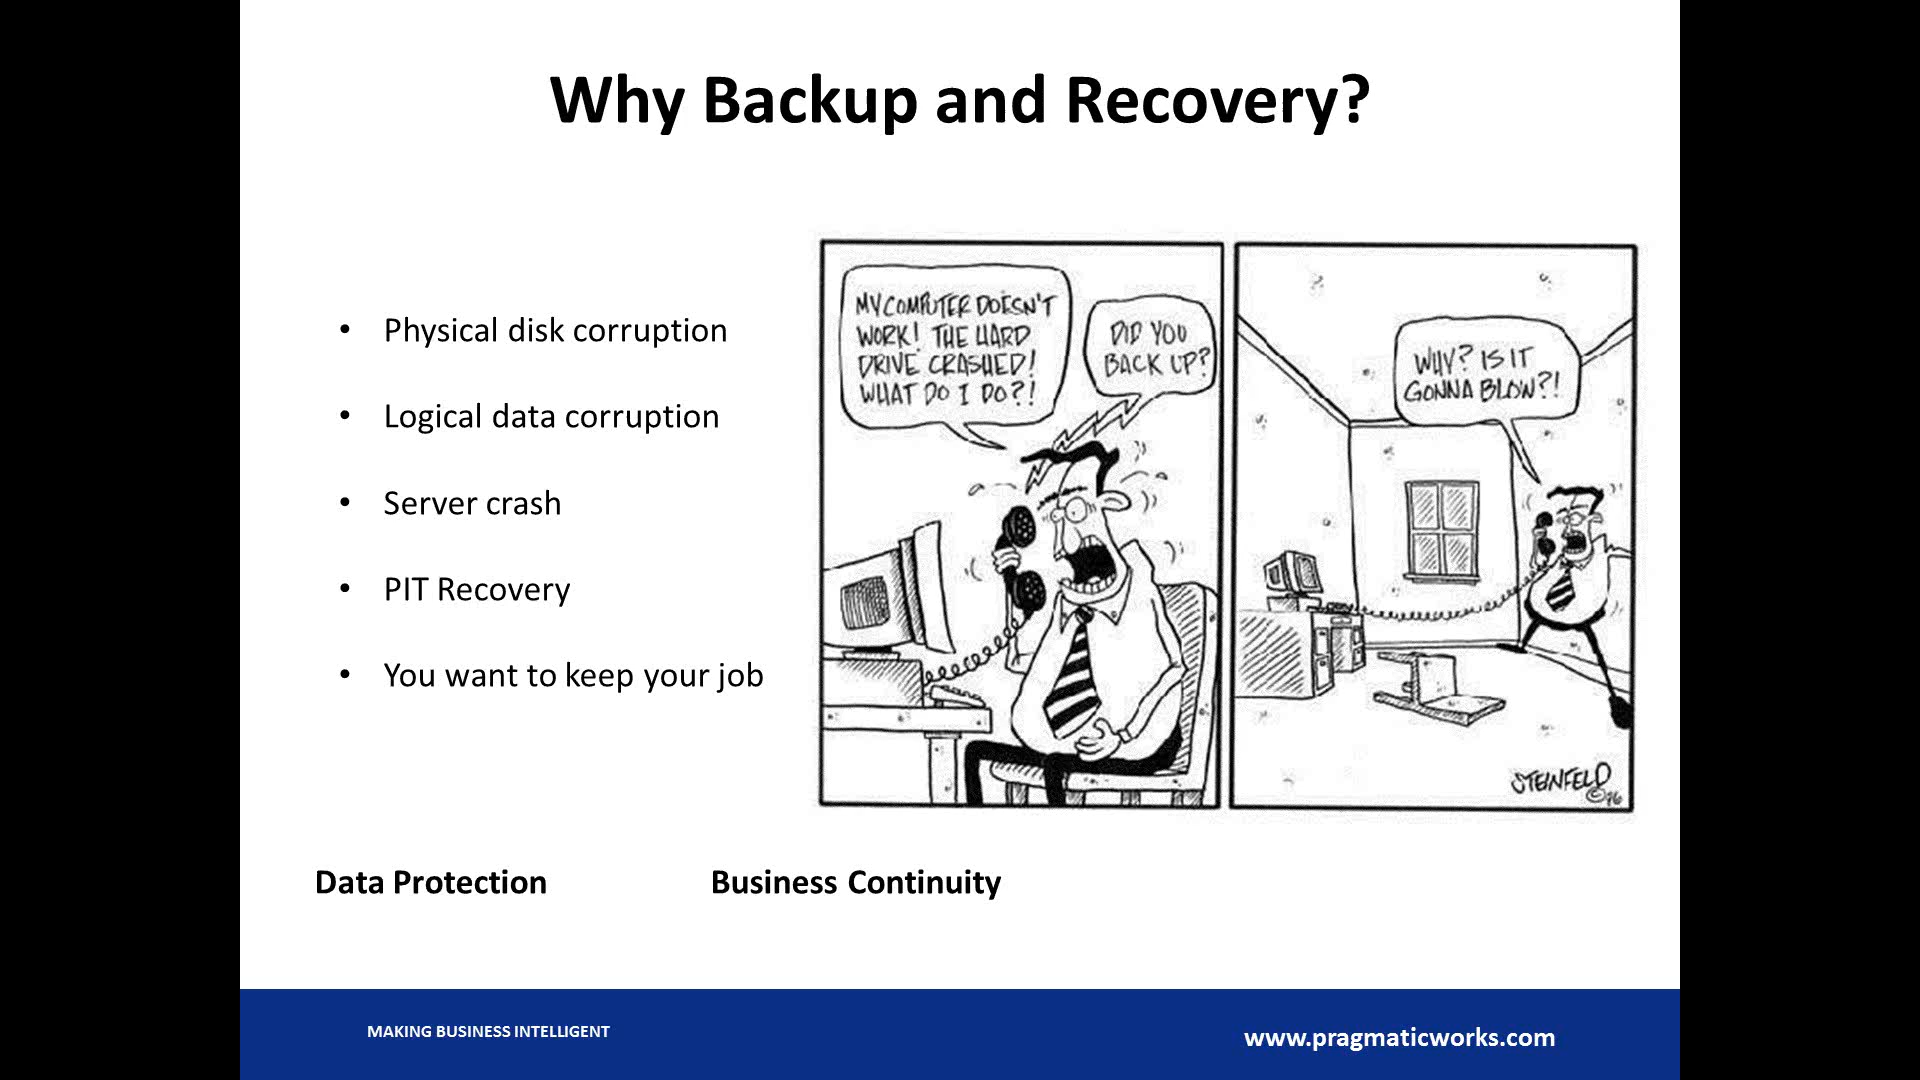 Why Backup and Recovery?
• Physical disk corruption
• Logical data corruption
• Server crash
• PIT Recovery
• You want to keep your job
MY COMPUTER DOESN'T
WORK! THE HARD
DRIVE CRASHED!
WHAT DO I DO?!
DID YOU
BACK UP?
WHY? IS IT
GONNA BLOW?!
STEINFELD
©96
Data Protection
Business Continuity
MAKING BUSINESS INTELLIGENT
www.pragmaticworks.com